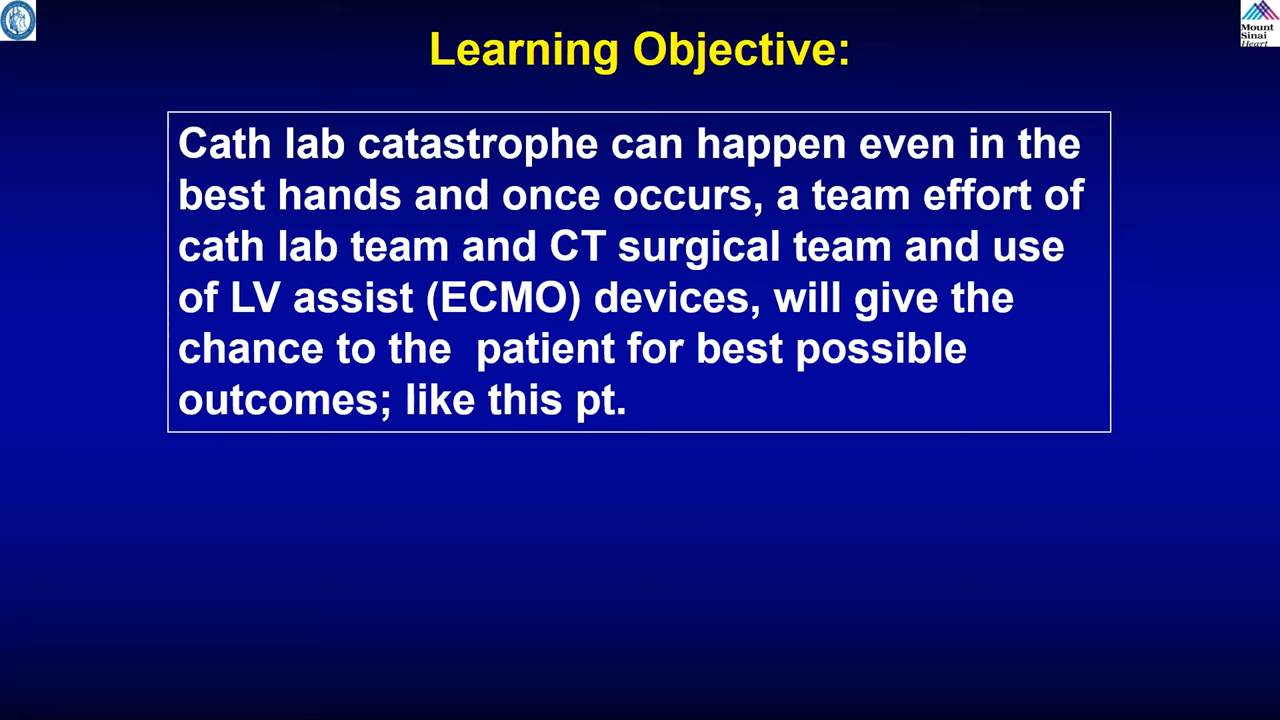 Learning Objective:
Mount
Sinai
Heart
Cath lab catastrophe can happen even in the
best hands and once occurs, a team effort of
cath lab team and CT surgical team and use
of LV assist (ECMO) devices, will give the
chance to the  patient for best possible
outcomes; like this pt.